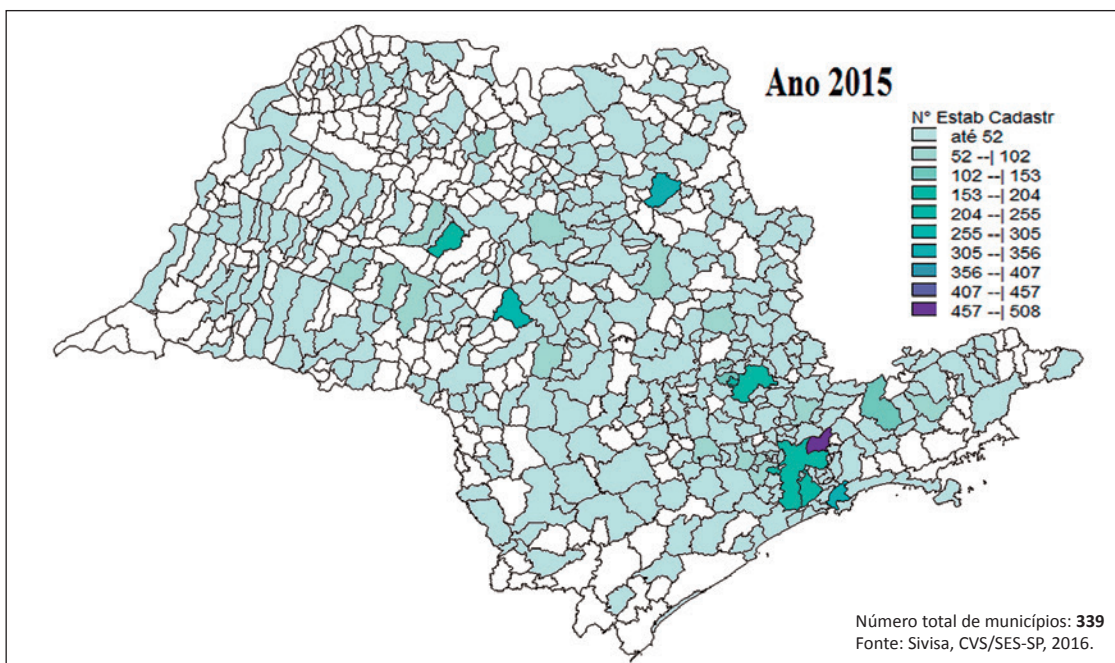 Ano 2015
N° Estab Cadastr
até 52
52 --| 102
102 --| 153
153 --| 204
204 --| 255
255 --| 305
305 --| 356
356 --| 407
407 --| 457
457 --| 508
Número total de municípios: 339
Fonte: Sivisa, CVS/SES-SP, 2016.